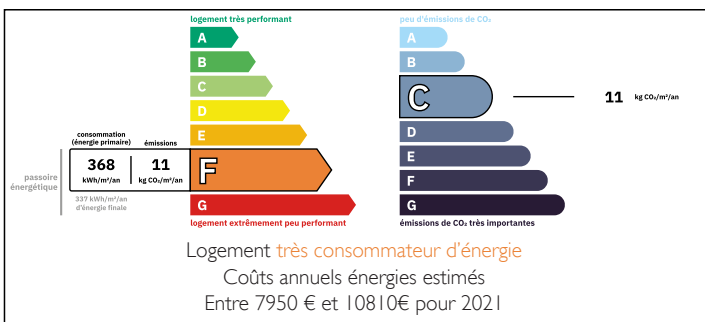 logement très performant
A
B
C
D
E
consommation
(énergie primaire)
émissions
passoire
énergétique
368
kWh/m²/an
11
kg CO₂/m²/an
F
337 kWh/m²/an
d'énergie finale
G
logement extrêmement peu performant
peu d'émissions de CO₂
A
B
C
11 kg CO₂/m²/an
D
E
F
G
émissions de CO₂ très importantes
Logement très consommateur d'énergie
Coûts annuels énergies estimés
Entre 7950 € et 10810€ pour 2021